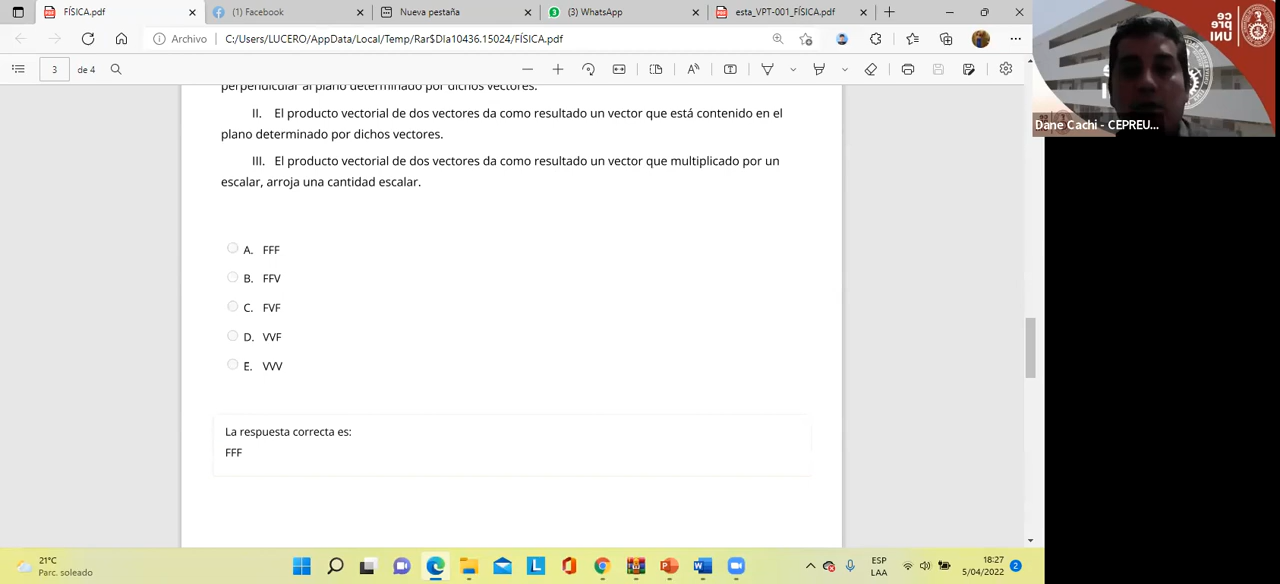 FÍSICA.pdf
(1) Facebook
Nueva pestaña
(3) WhatsApp
esta_VPT-001_FÍSICA.pdf
Archivo
C:/Users/LUCERO/AppData/Local/Temp/Rar$DIa10436.15024/FÍSICA.pdf
3 de 4
perpendicular al plano determinado por dichos vectores.
II. El producto vectorial de dos vectores da como resultado un vector que está contenido en el
plano determinado por dichos vectores.
III. El producto vectorial de dos vectores da como resultado un vector que multiplicado por un
escalar, arroja una cantidad escalar.
A. FFF
B. FFV
C. FVF
D. VVF
E. VVV
La respuesta correcta es:
FFF
Dane Cachi - CEPREU...
ce
pre
UNI
21°C
Parc. soleado
ESP
LAA
18:27
5/04/2022
2